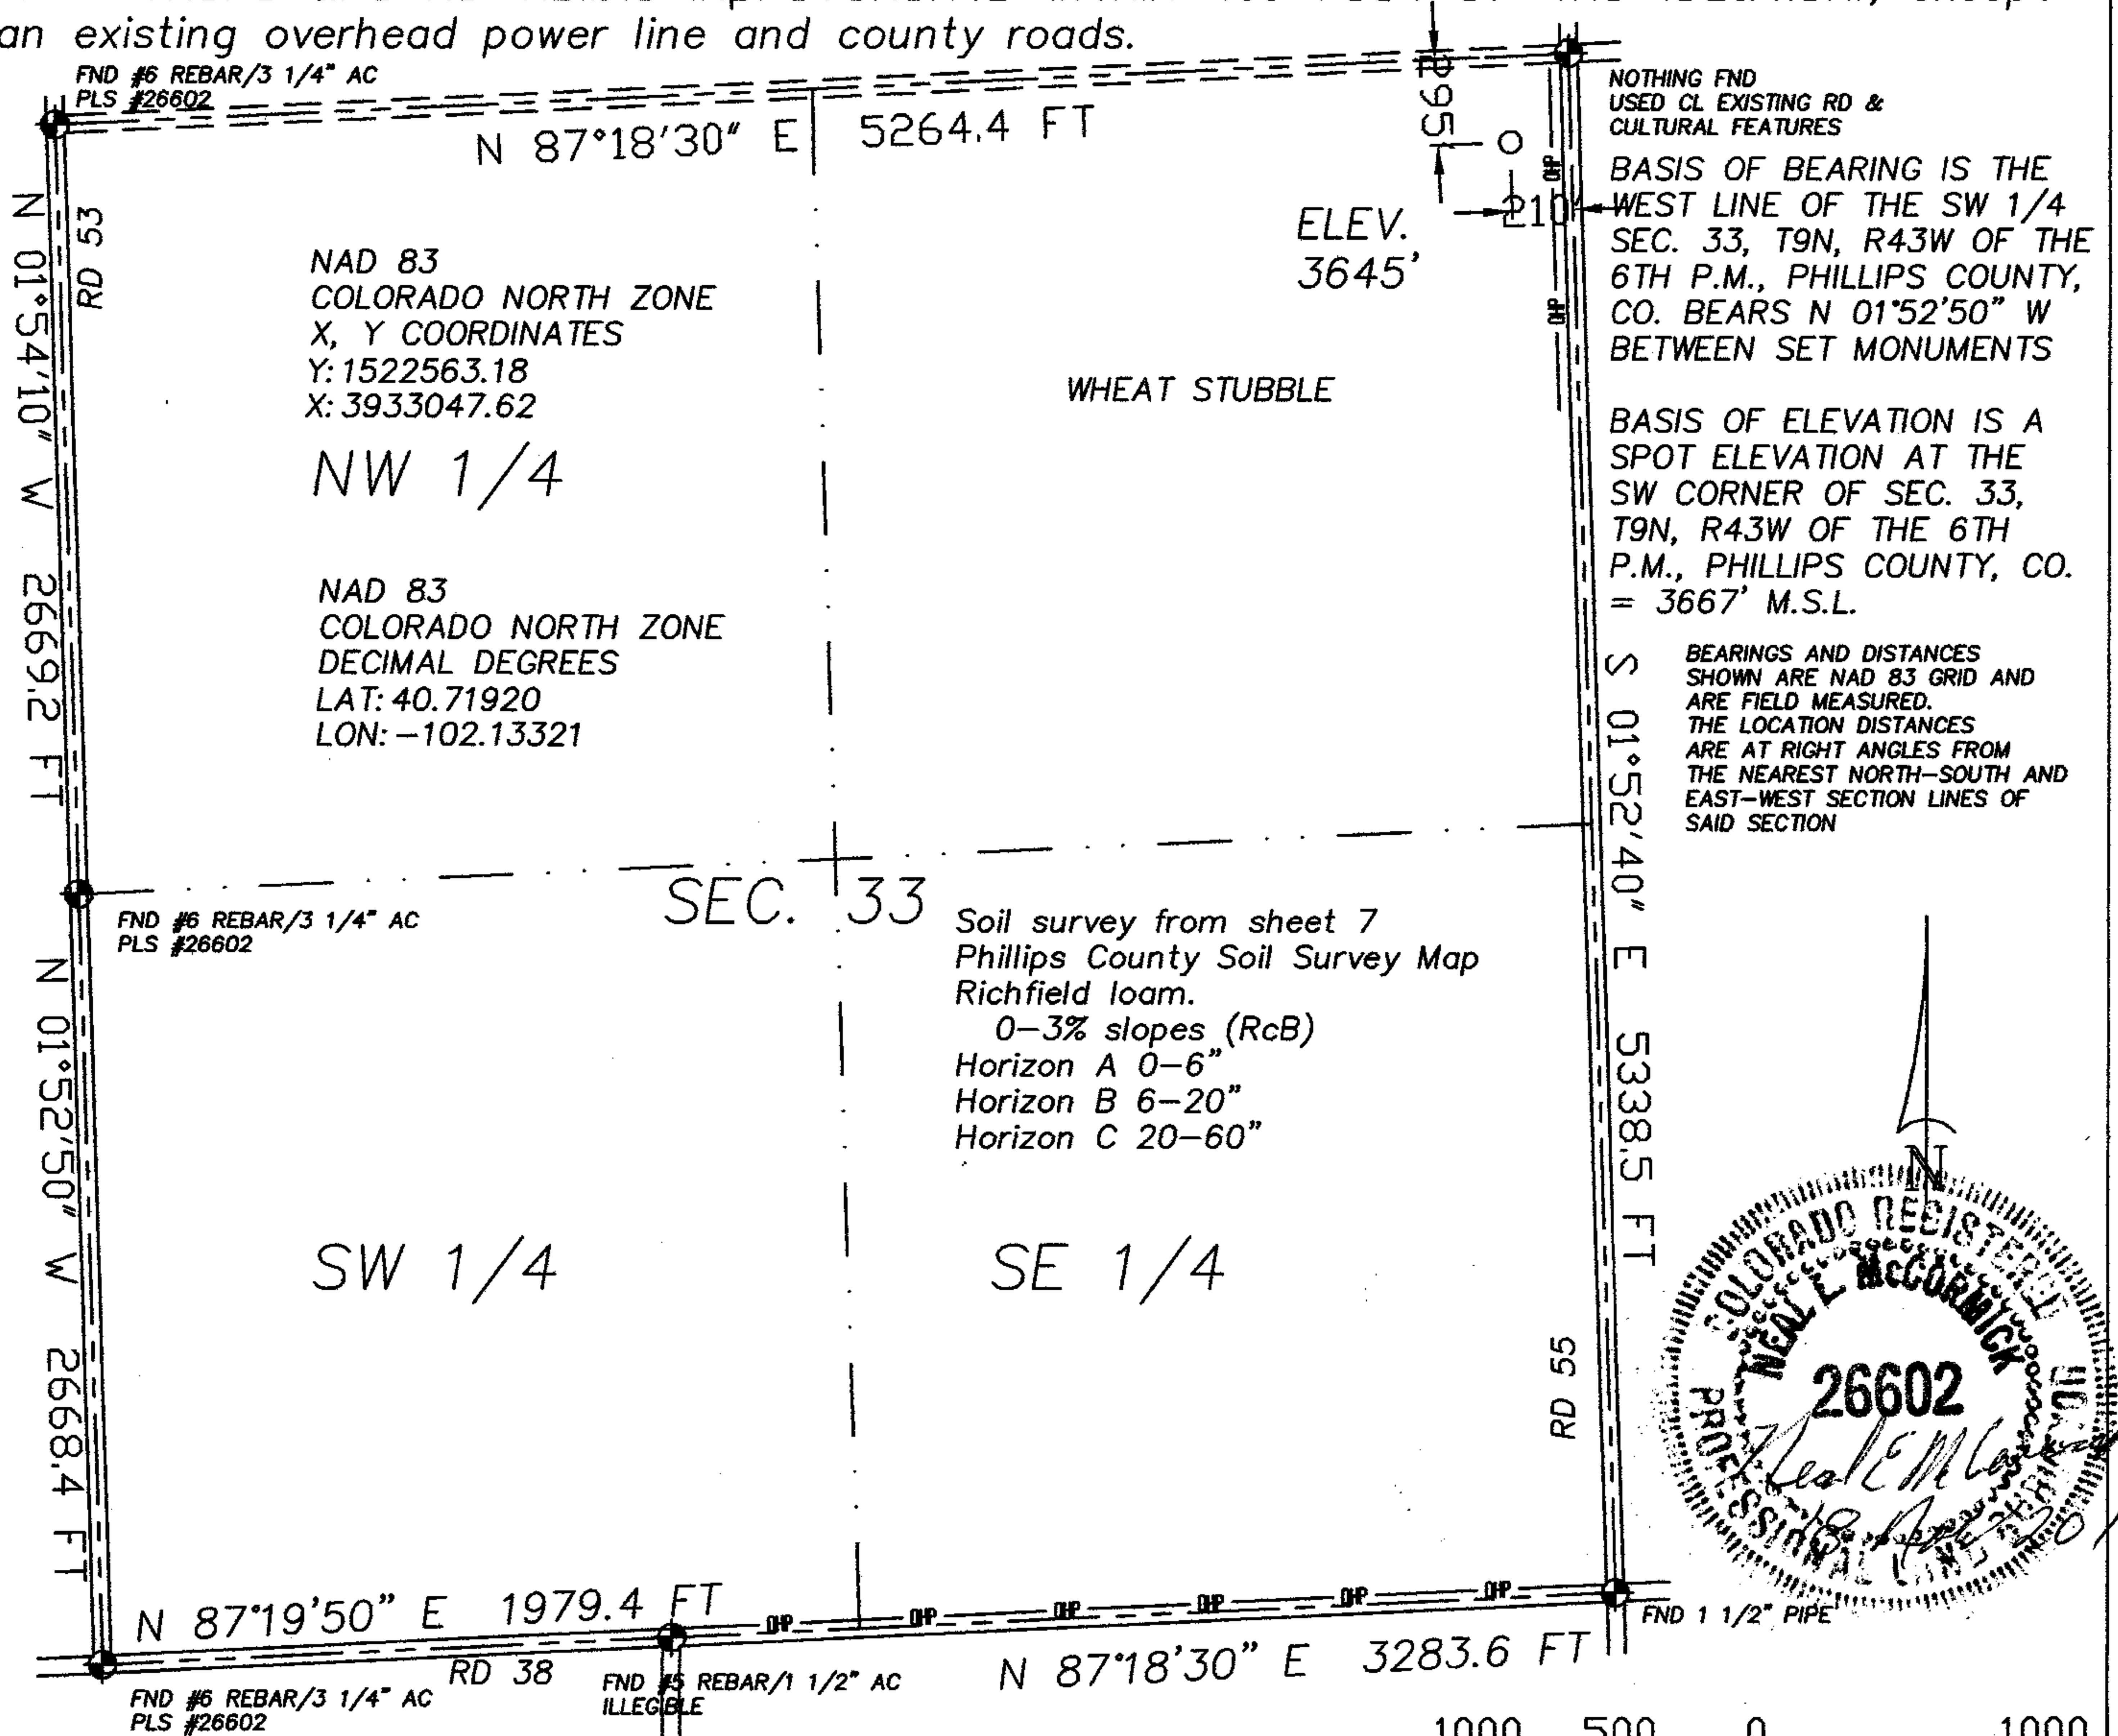 an existing overhead power line and county roads.
FND #6 REBAR/3 1/4" AC
PLS #26602
N 87°18'30" E 5264.4 FT
295'
210'
NOTHING FND
USED CL EXISTING RD &
CULTURAL FEATURES
BASIS OF BEARING IS THE
WEST LINE OF THE SW 1/4
SEC. 33, T9N, R43W OF THE
6TH P.M., PHILLIPS COUNTY,
CO. BEARS N 01°52'50" W
BETWEEN SET MONUMENTS
BASIS OF ELEVATION IS A
SPOT ELEVATION AT THE
SW CORNER OF SEC. 33,
T9N, R43W OF THE 6TH
P.M., PHILLIPS COUNTY, CO.
= 3667' M.S.L.
BEARINGS AND DISTANCES
SHOWN ARE NAD 83 GRID AND
ARE FIELD MEASURED.
THE LOCATION DISTANCES
ARE AT RIGHT ANGLES FROM
THE NEAREST NORTH-SOUTH AND
EAST-WEST SECTION LINES OF
SAID SECTION
ELEV.
3645'
OHP
OHP
RD 53
N 01°54'10" W 2669.2 FT
NAD 83
COLORADO NORTH ZONE
X, Y COORDINATES
Y: 1522563.18
X: 3933047.62
NW 1/4
WHEAT STUBBLE
NAD 83
COLORADO NORTH ZONE
DECIMAL DEGREES
LAT: 40.71920
LON: -102.13321
S 01°52'40" E 5338.5 FT
SEC. 33
FND #6 REBAR/3 1/4" AC
PLS #26602
Soil survey from sheet 7
Phillips County Soil Survey Map
Richfield loam.
0-3% slopes (RcB)
Horizon A 0-6"
Horizon B 6-20"
Horizon C 20-60"
N 01°52'50" W 2668.4 FT
SW 1/4
SE 1/4
RD 55
N
COLORADO REGISTERED
NEAL E. McCORMICK
26602
PROFESSIONAL LAND
N 87°19'50" E 1979.4 FT
OHP OHP OHP OHP OHP OHP
RD 38
N 87°18'30" E 3283.6 FT
FND 1 1/2" PIPE
FND #5 REBAR/1 1/2" AC
ILLEGIBLE
FND #6 REBAR/3 1/4" AC
PLS #26602
1000 500 0 1000